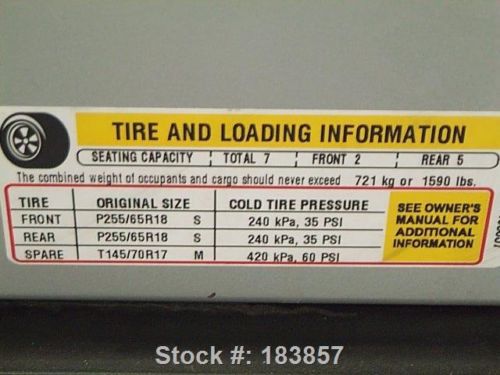 TIRE AND LOADING INFORMATION
SEATING CAPACITY TOTAL 7 FRONT 2 REAR 5
The combined weight of occupants and cargo should never exceed 721 kg or 1590 lbs.
TIRE ORIGINAL SIZE COLD TIRE PRESSURE
FRONT P255/65R18 S 240 kPa, 35 PSI
REAR P255/65R18 S 240 kPa, 35 PSI
SPARE T145/70R17 M 420 kPa, 60 PSI
SEE OWNER'S
MANUAL FOR
ADDITIONAL
INFORMATION
Stock #: 183857